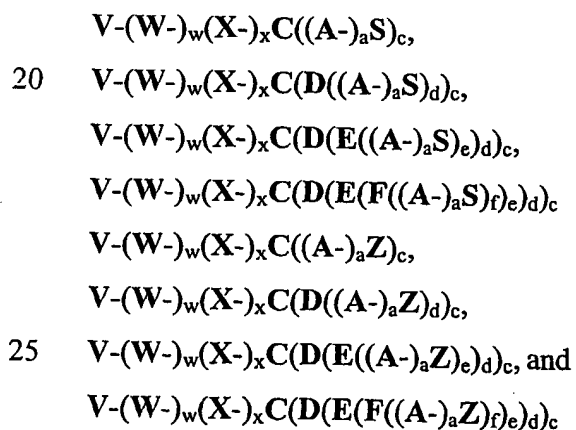 V-(W-)w(X-)xC((A-)aS)c,
20 V-(W-)w(X-)xC(D((A-)aS)d)c,
V-(W-)w(X-)xC(D(E((A-)aS)e)d)c,
V-(W-)w(X-)xC(D(E(F((A-)aS)f)e)d)c
V-(W-)w(X-)xC((A-)aZ)c,
V-(W-)w(X-)xC(D((A-)aZ)d)c,
25 V-(W-)w(X-)xC(D(E((A-)aZ)e)d)c, and
V-(W-)w(X-)xC(D(E(F((A-)aZ)f)e)d)c